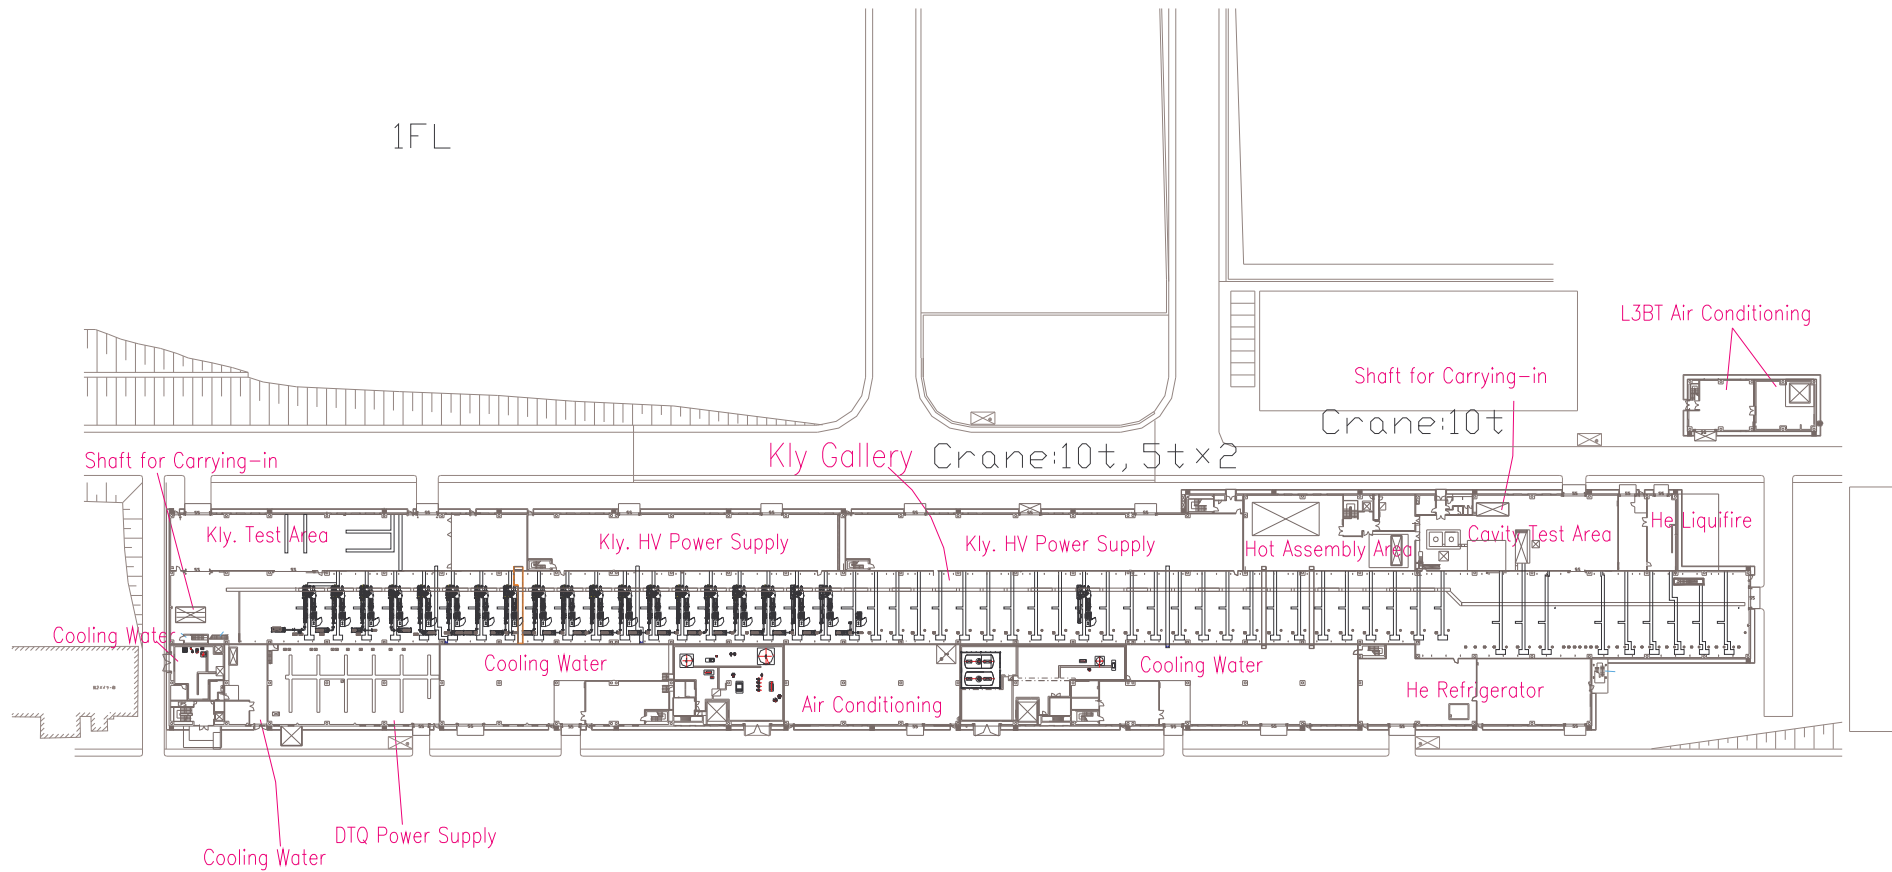 1FL
L3BT Air Conditioning
Shaft for Carrying-in
Crane:10t
Kly Gallery
Crane:10t, 5t×2
Shaft for Carrying-in
Kly. Test Area
Kly. HV Power Supply
Kly. HV Power Supply
Hot Assembly Area
Cavity Test Area
He Liquifire
Cooling Water
Cooling Water
Cooling Water
Air Conditioning
He Refrigerator
DTQ Power Supply
Cooling Water